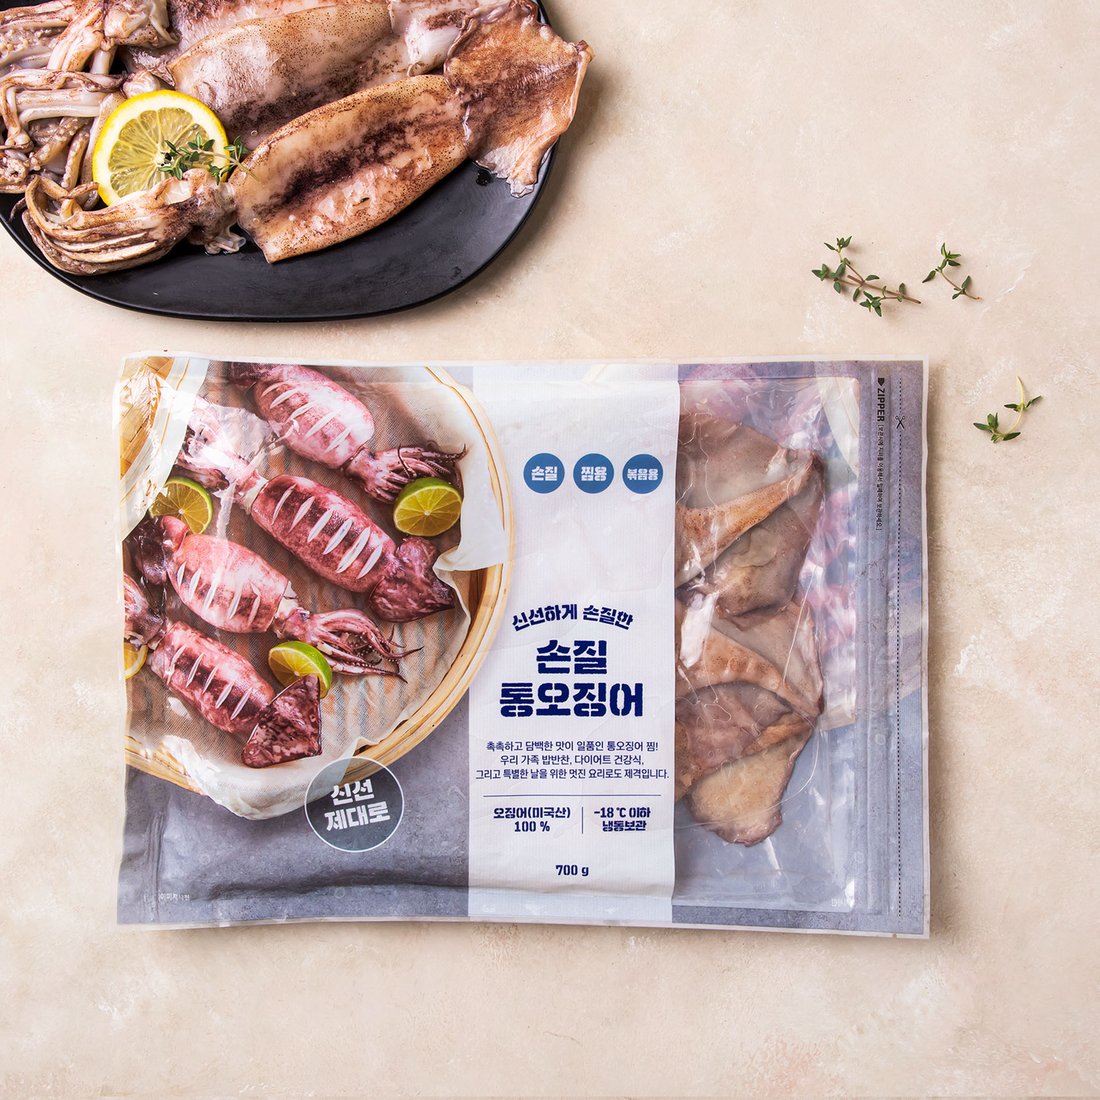 손질 찜용 볶음용
신선하게 손질한
손질
통오징어
촉촉하고 담백한 맛이 일품인 통오징어 찜!
우리 가족 밥반찬, 다이어트 건강식,
그리고 특별한 날을 위한 멋진 요리로도 제격입니다.
오징어(미국산)
100 %
-18 ℃ 이하
냉동보관
700 g
신선
제대로
ZIPPER